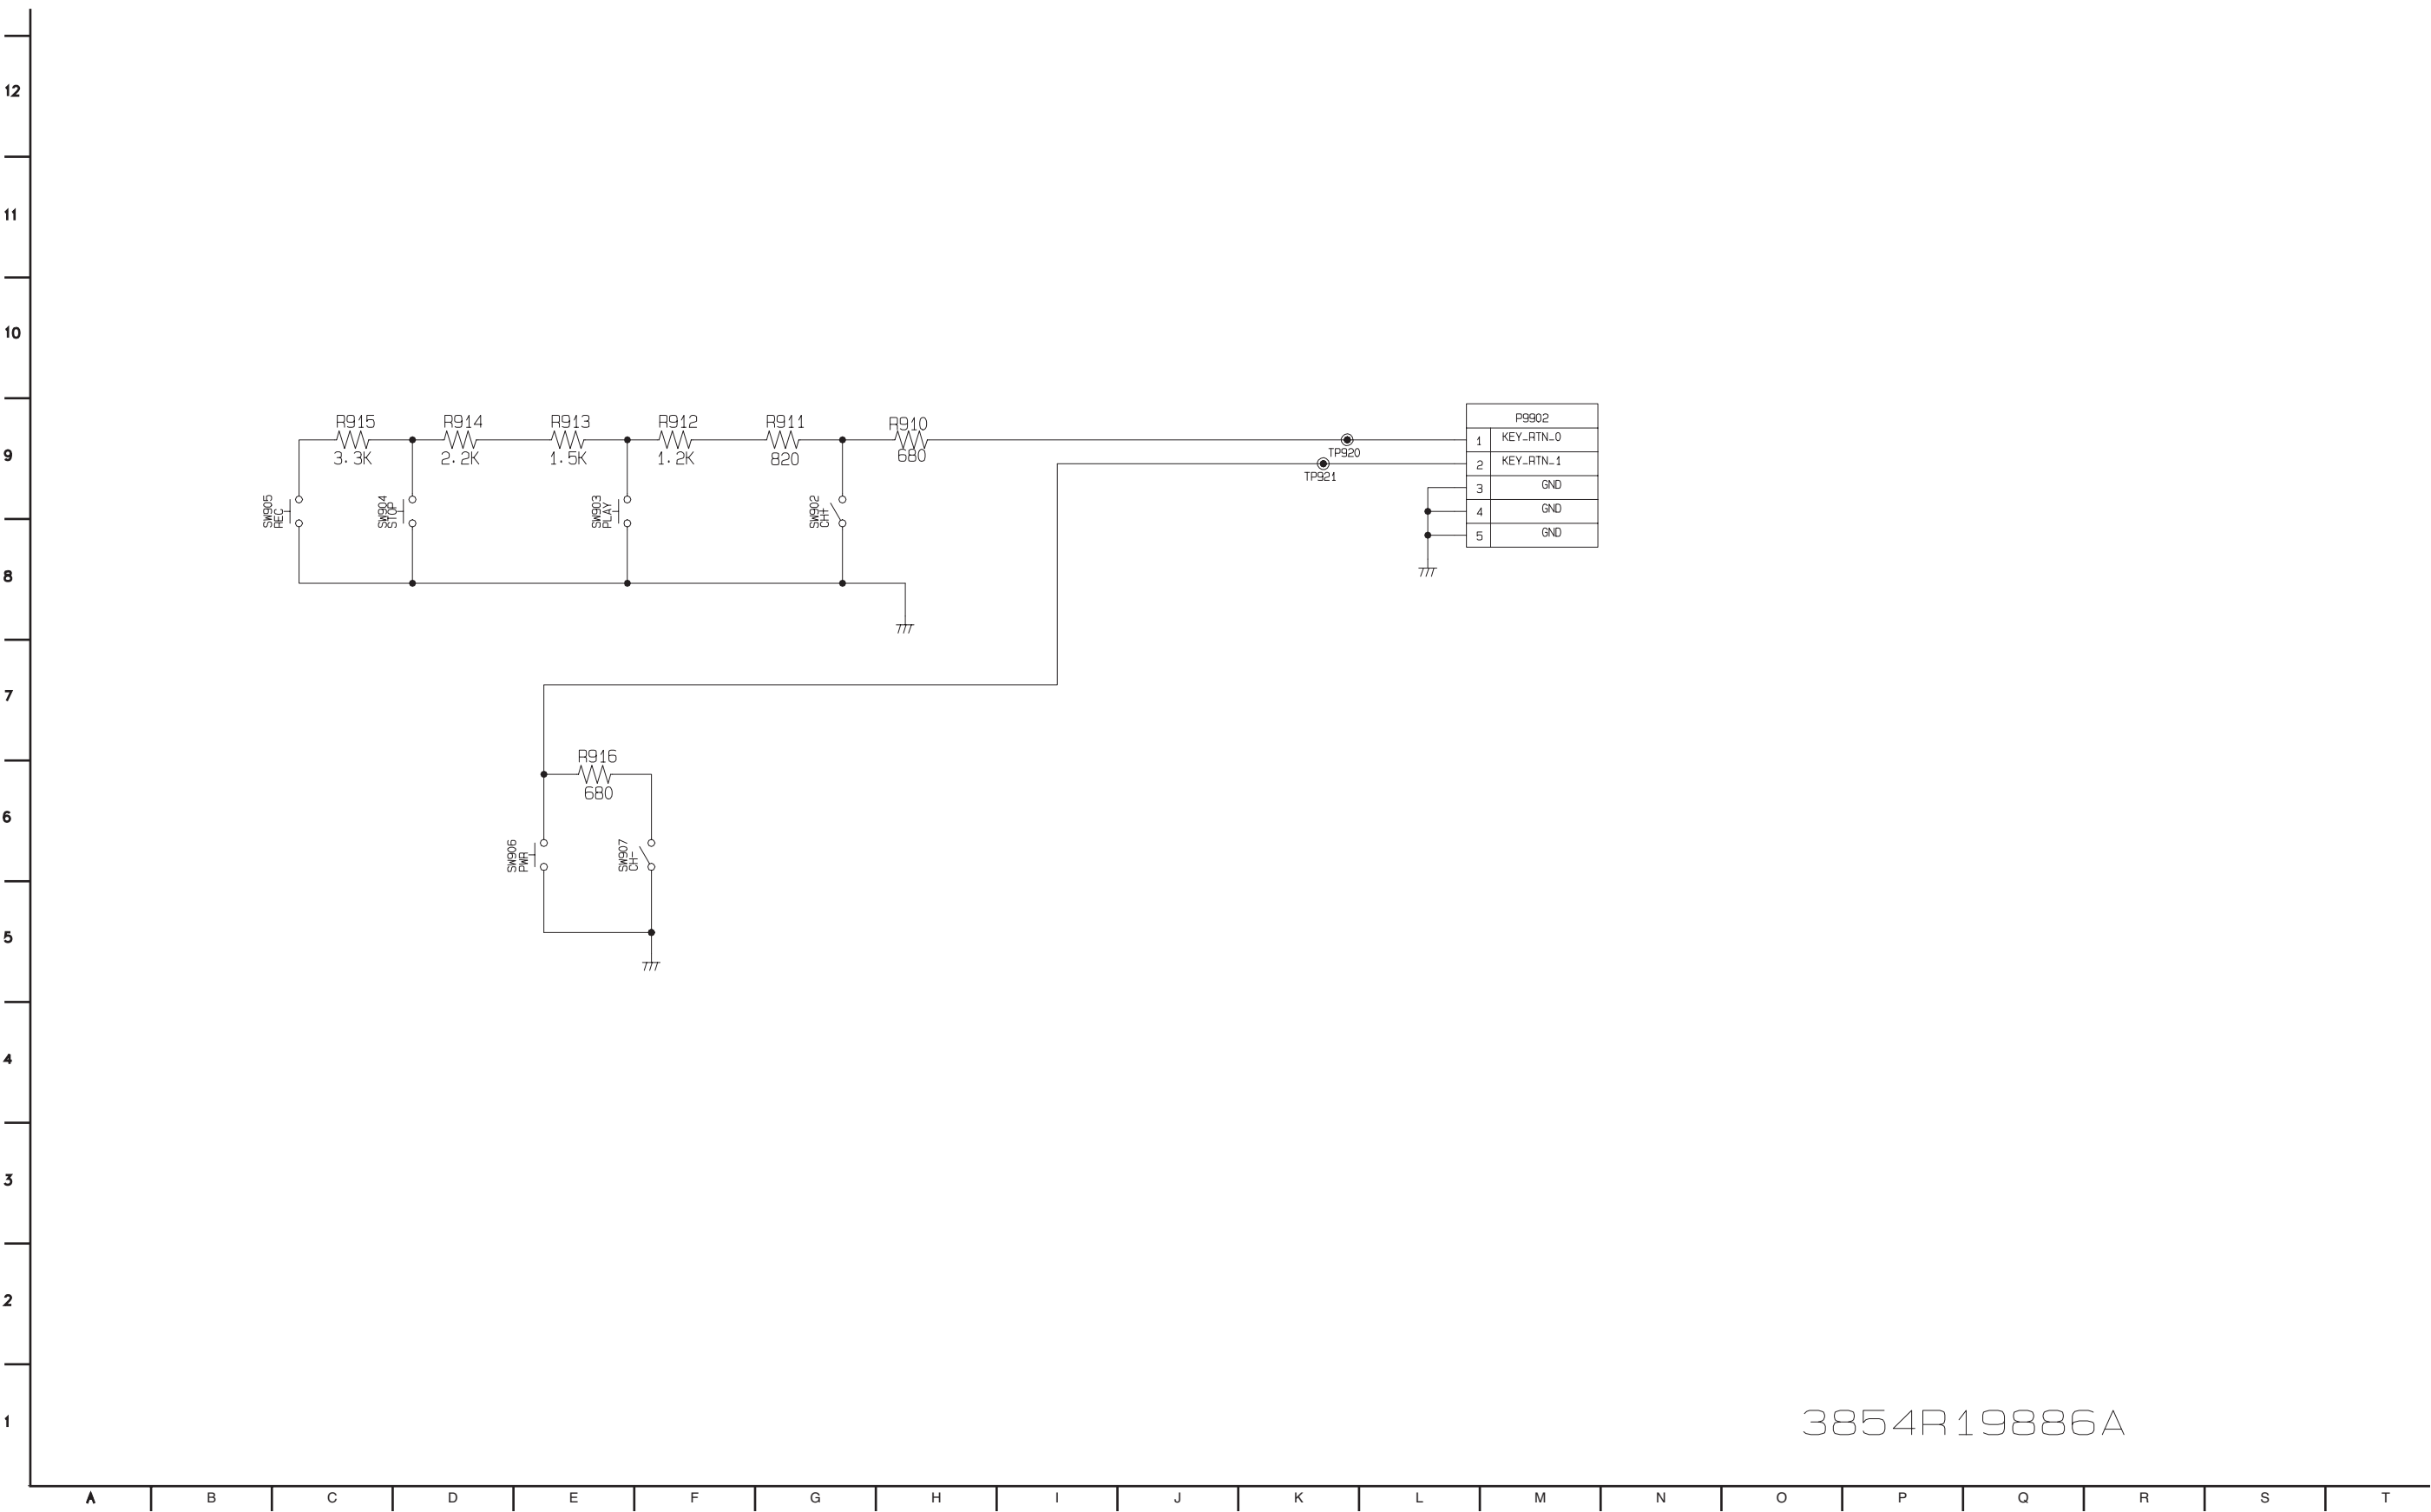 12
11
10
9
8
7
6
5
4
3
2
1
R915
3.3K
R914
2.2K
R913
1.5K
R912
1.2K
R911
820
R910
680
SW905
REC
SW904
STOP
SW903
PLAY
SW902
CH+
TP920
TP921
P9902
1 KEY_RTN_0
2 KEY_RTN_1
3 GND
4 GND
5 GND
R916
680
SW906
PWR
SW907
CH-
3854R19886A
A B C D E F G H I J K L M N O P Q R S T